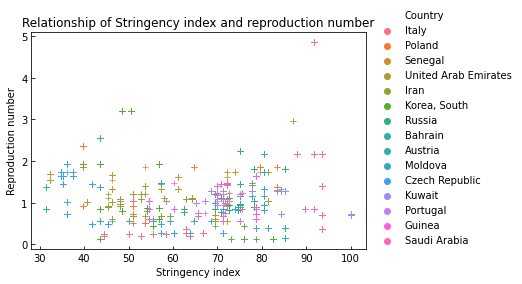 Relationship of Stringency index and reproduction number
Country
Italy
Poland
Senegal
United Arab Emirates
Iran
Korea, South
Russia
Bahrain
Austria
Moldova
Czech Republic
Kuwait
Portugal
Guinea
Saudi Arabia
Reproduction number
5
4
3
2
1
0
30 40 50 60 70 80 90 100
Stringency index